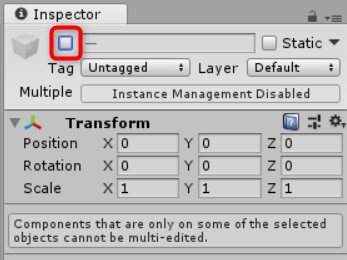 Inspector
— Static
Tag Untagged Layer Default
Multiple Instance Management Disabled
Transform
Position X 0 Y 0 Z 0
Rotation X 0 Y 0 Z 0
Scale X 1 Y 1 Z 1
Components that are only on some of the selected
objects cannot be multi-edited.